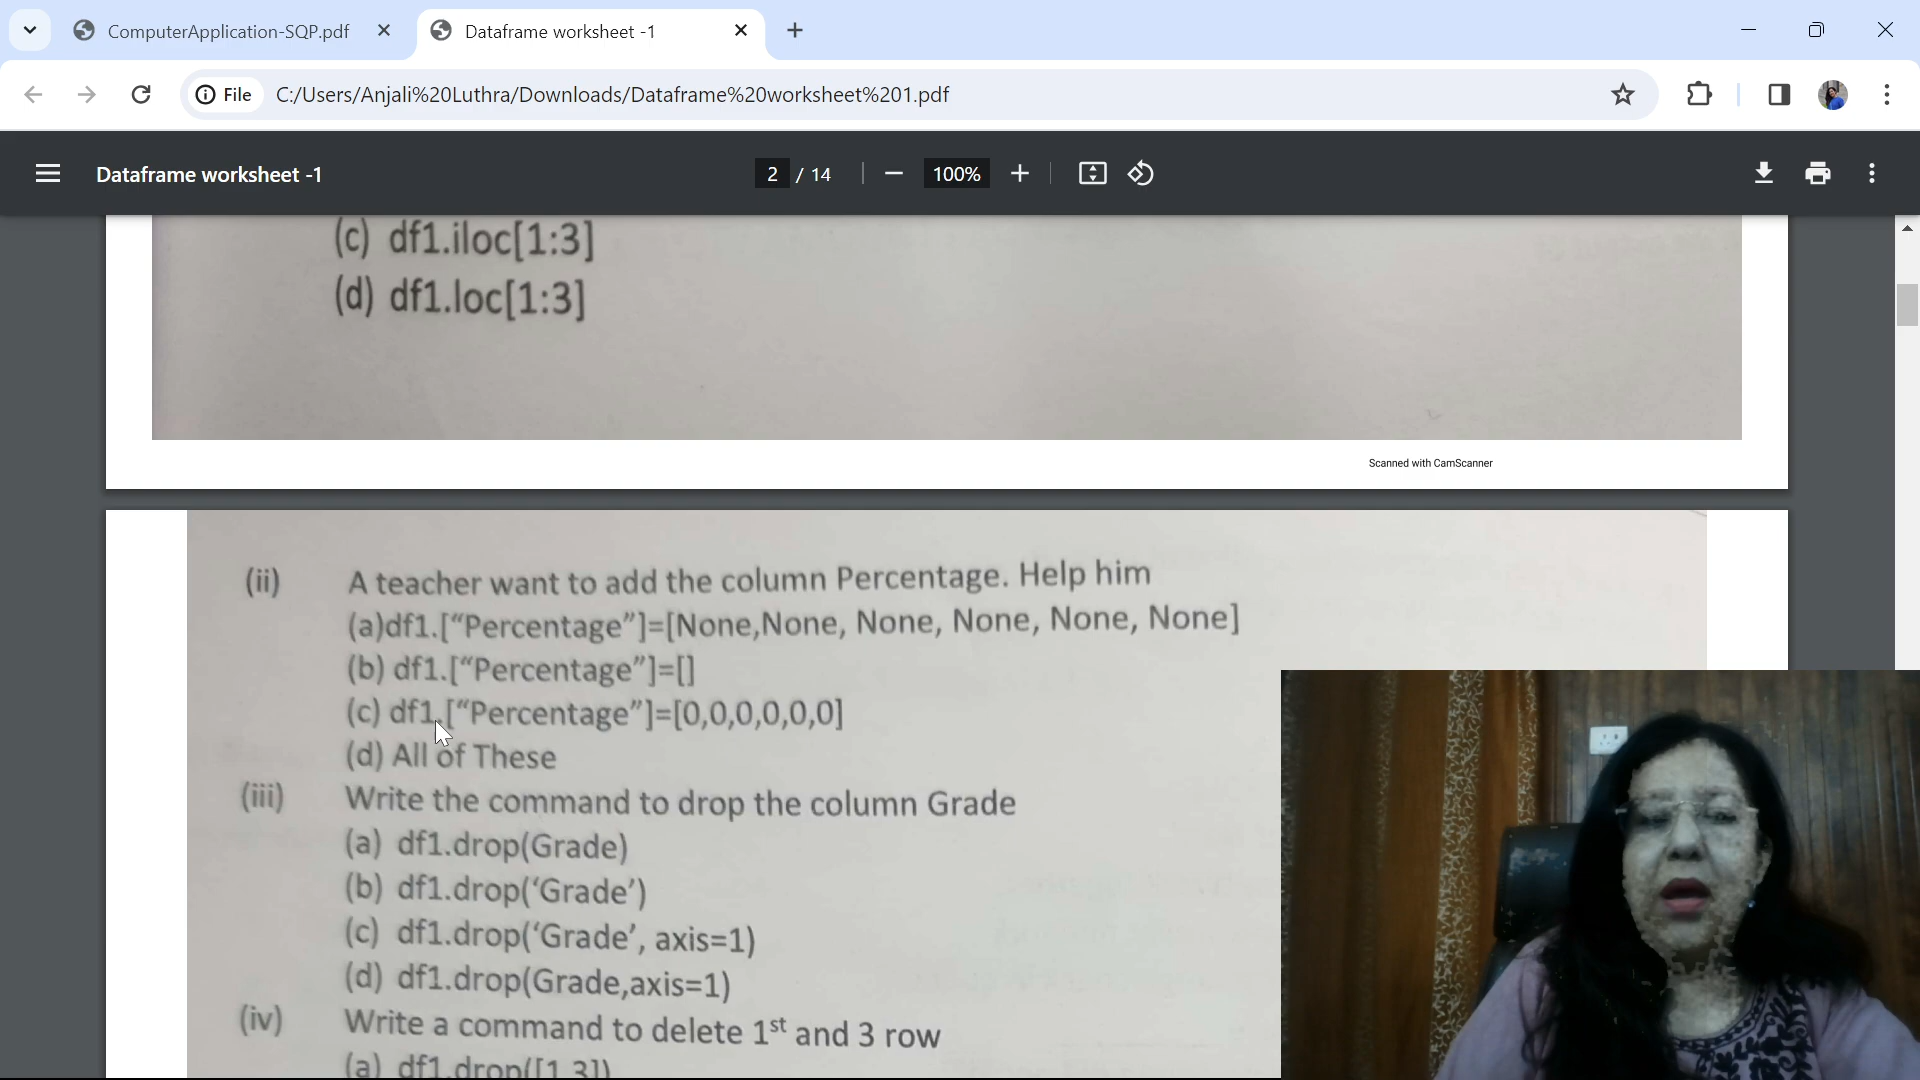 ComputerApplication-SQP.pdf
Dataframe worksheet -1
File
C:/Users/Anjali%20Luthra/Downloads/Dataframe%20worksheet%201.pdf
Dataframe worksheet -1
2 / 14
100%
(c) df1.iloc[1:3]
(d) df1.loc[1:3]
Scanned with CamScanner
(ii) A teacher want to add the column Percentage. Help him
(a)df1.[“Percentage”]=[None,None, None, None, None, None]
(b) df1.[“Percentage”]=[]
(c) df1.[“Percentage”]=[0,0,0,0,0,0]
(d) All of These
(iii) Write the command to drop the column Grade
(a) df1.drop(Grade)
(b) df1.drop(‘Grade’)
(c) df1.drop(‘Grade’, axis=1)
(d) df1.drop(Grade,axis=1)
(iv) Write a command to delete 1st and 3 row
(a) df1.drop([1,3])